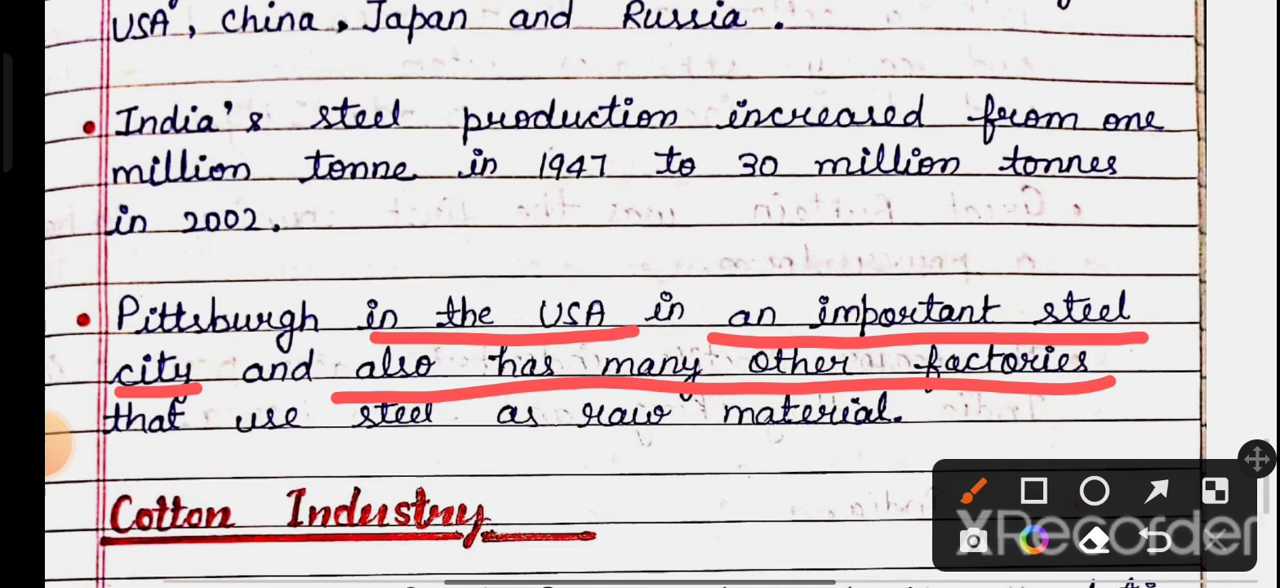 USA, China, Japan and Russia.
• India's steel production increased from one
million tonne in 1947 to 30 million tonnes
in 2002.
• Pittsburgh in the USA in an important steel
city and also has many other factories
that use steel as raw material.
Cotton Industry
XRecorder